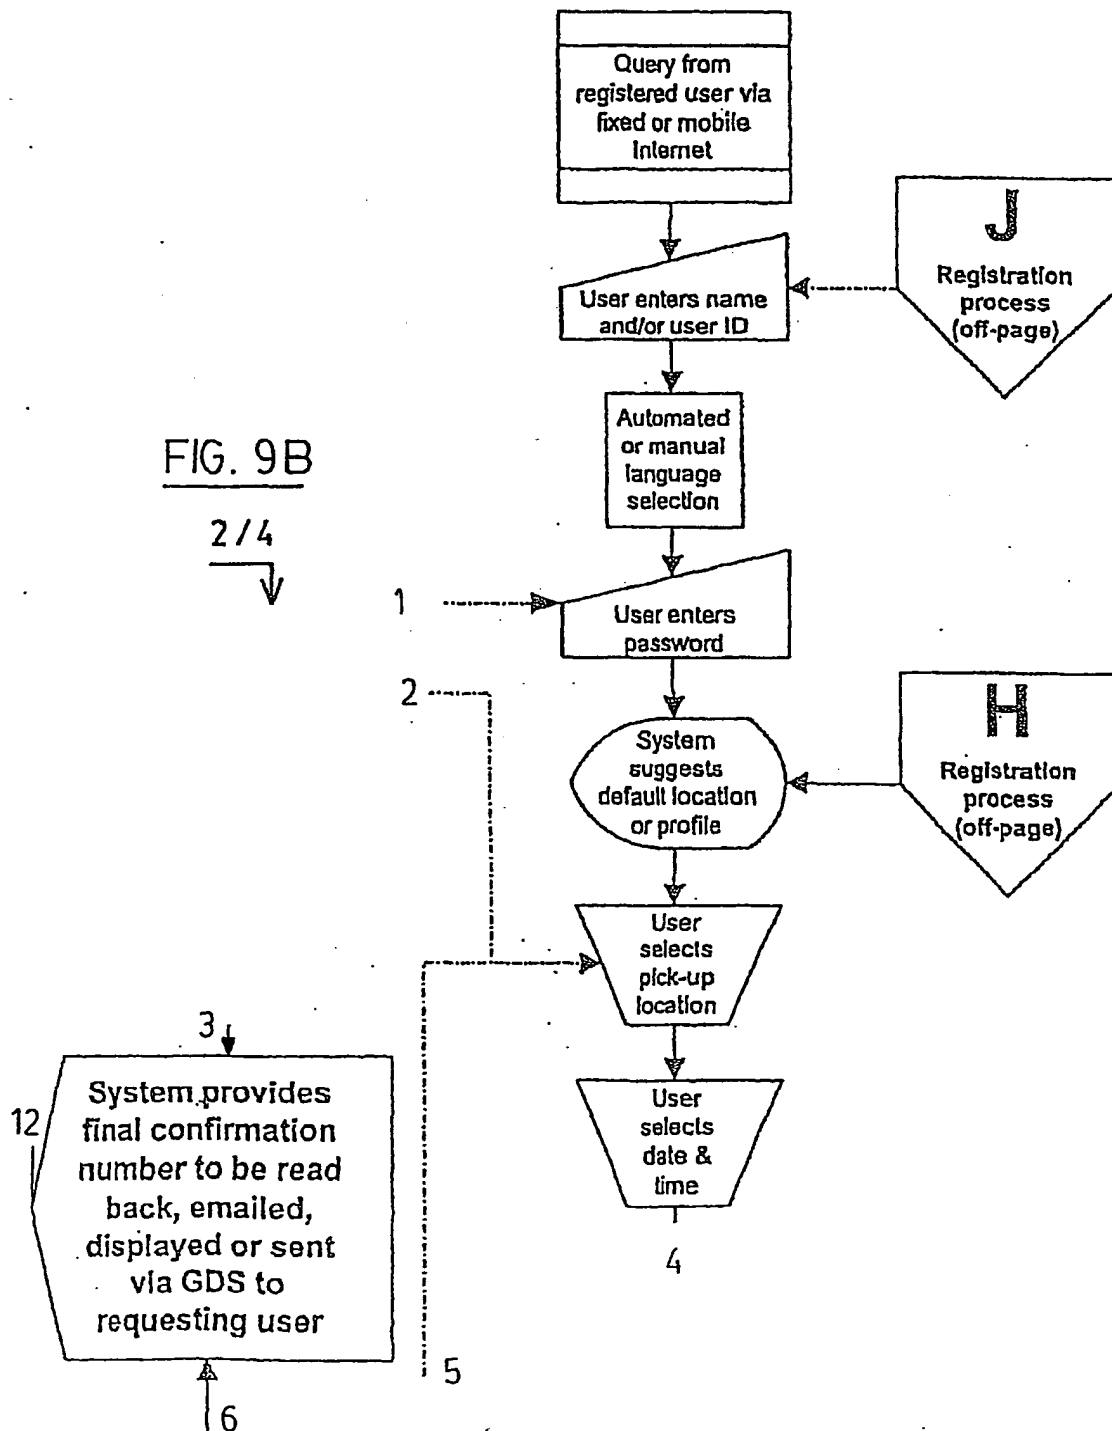 Query from
registered user via
fixed or mobile
Internet
J
Registration
process
(off-page)
User enters name
and/or user ID
Automated
or manual
language
selection
FIG. 9B
2/4
1
User enters
password
2
H
Registration
process
(off-page)
System
suggests
default location
or profile
User
selects
pick-up
location
3
12
System provides
final confirmation
number to be read
back, emailed,
displayed or sent
via GDS to
requesting user
User
selects
date &
time
4
5
6